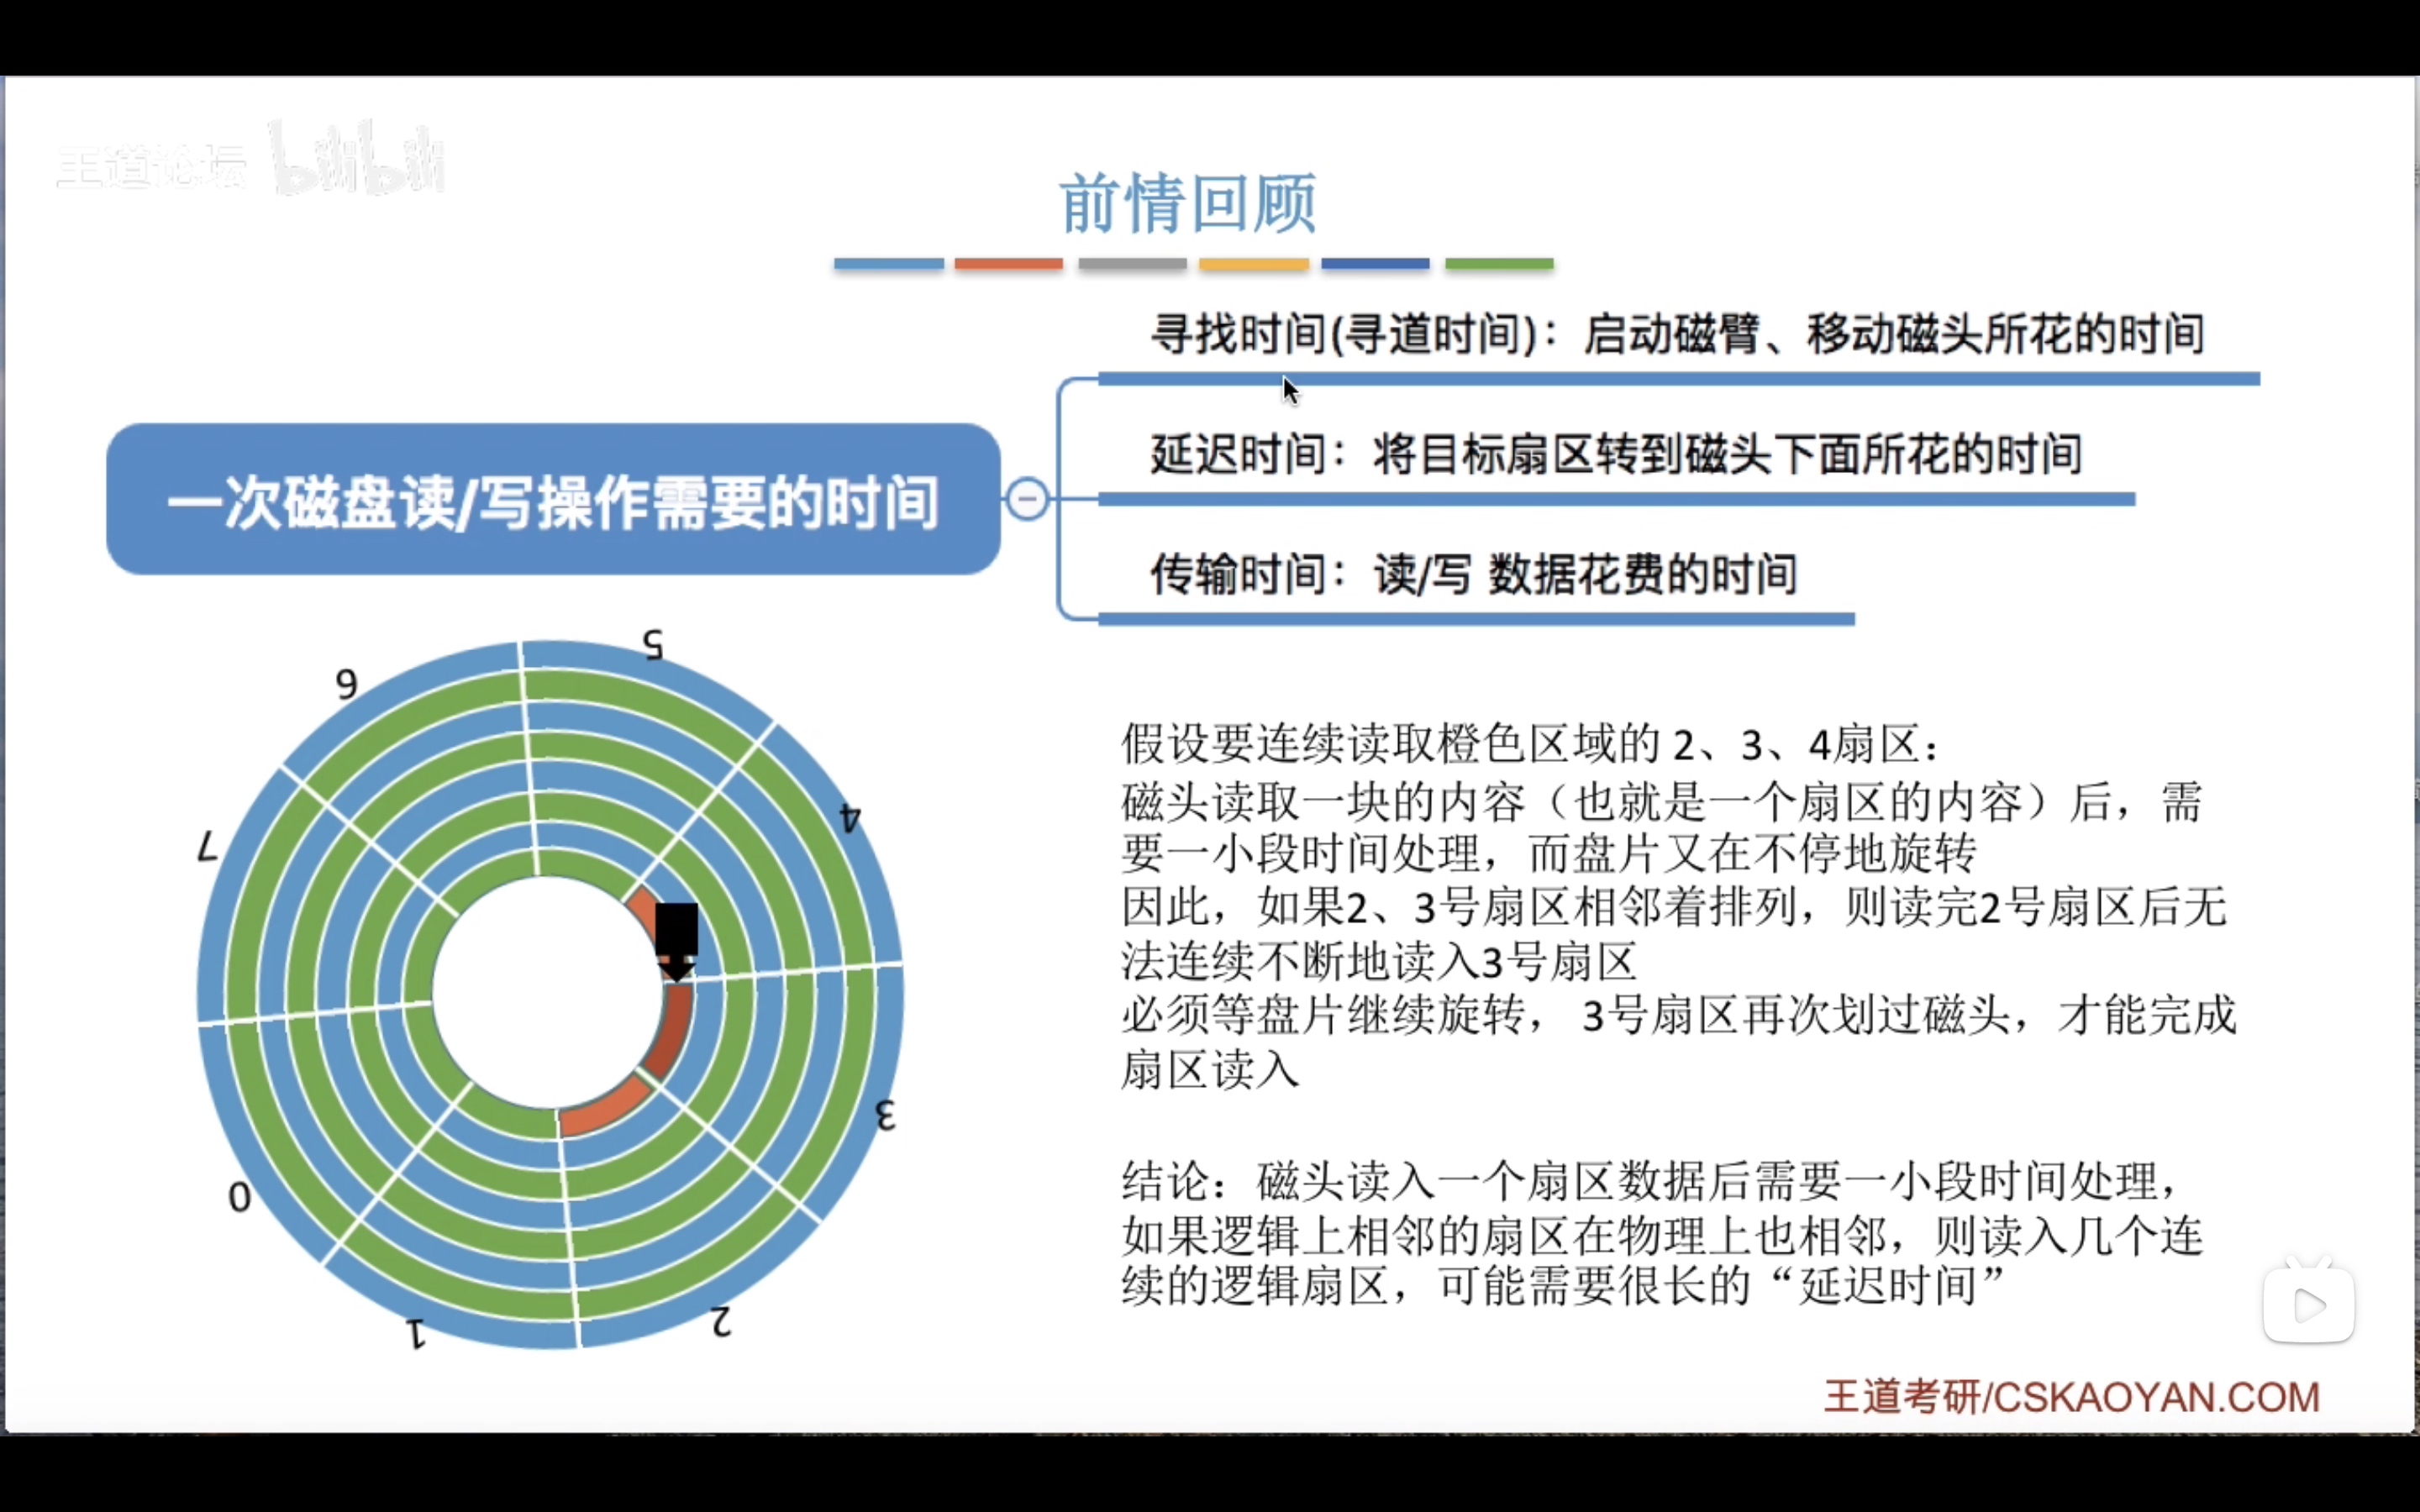 王道论坛 bilibili
前情回顾
寻找时间(寻道时间)：启动磁臂、移动磁头所花的时间
延迟时间：将目标扇区转到磁头下面所花的时间
一次磁盘读/写操作需要的时间
传输时间：读/写 数据花费的时间
5
6
4
7
3
0
2
1
假设要连续读取橙色区域的 2、3、4扇区：
磁头读取一块的内容（也就是一个扇区的内容）后，需
要一小段时间处理，而盘片又在不停地旋转
因此，如果2、3号扇区相邻着排列，则读完2号扇区后无
法连续不断地读入3号扇区
必须等盘片继续旋转， 3号扇区再次划过磁头，才能完成
扇区读入
结论：磁头读入一个扇区数据后需要一小段时间处理，
如果逻辑上相邻的扇区在物理上也相邻，则读入几个连
续的逻辑扇区，可能需要很长的“延迟时间”
王道考研/CSKAOYAN.COM